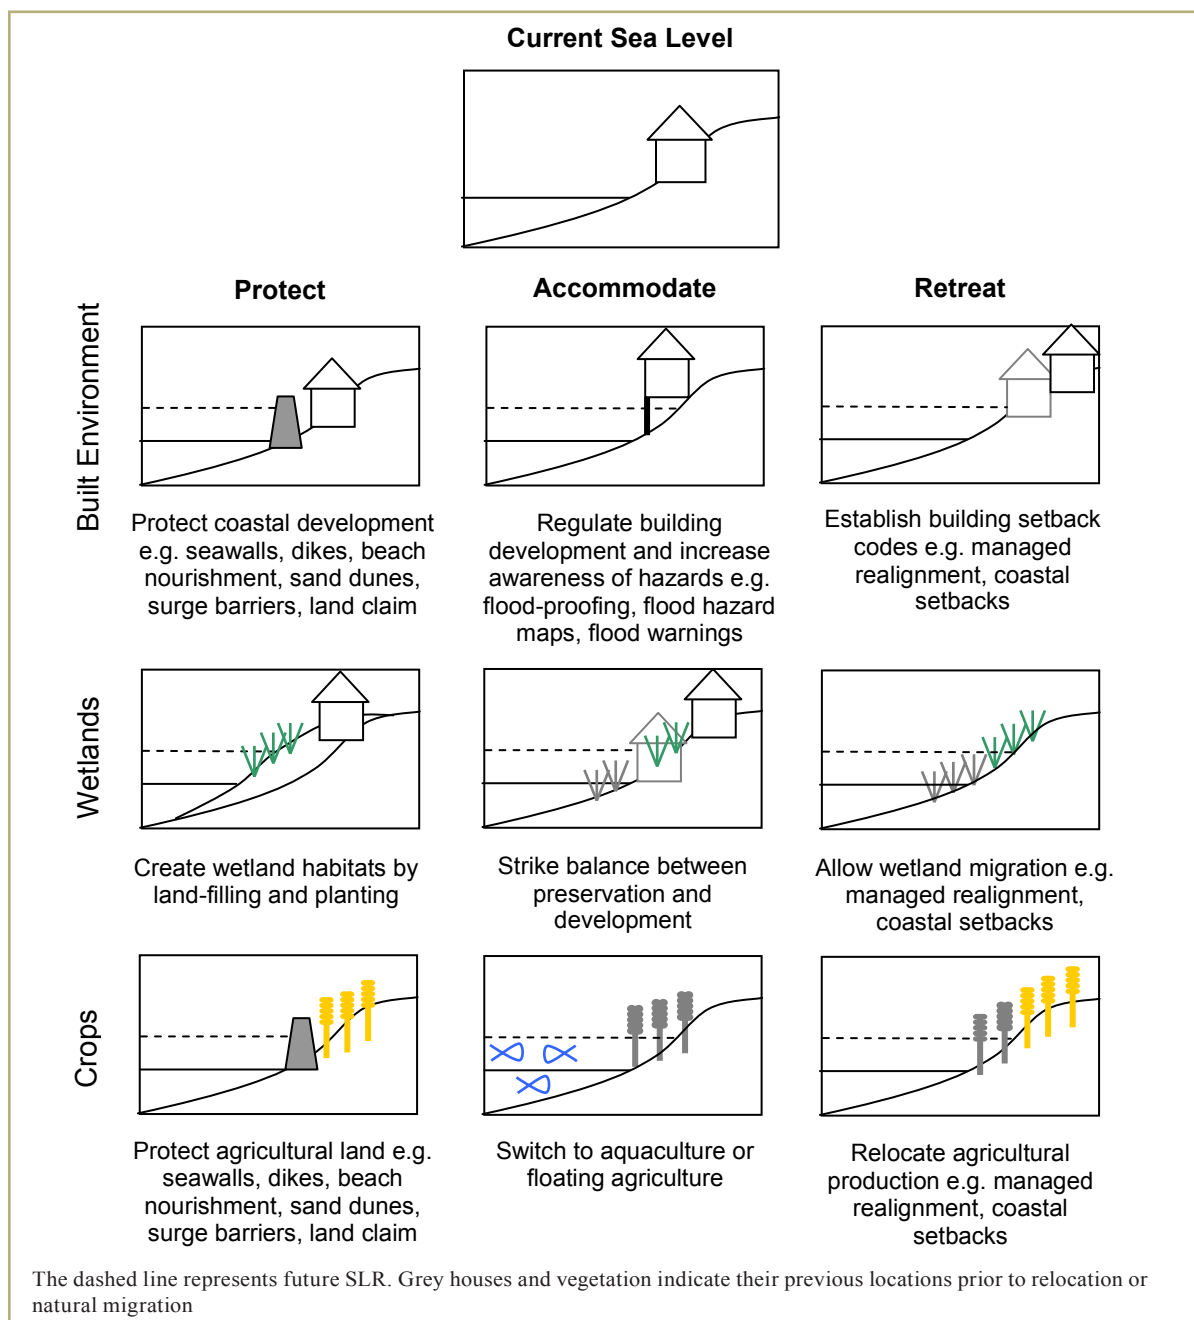 Current Sea Level
Protect
Accommodate
Retreat
Built Environment
Protect coastal development
e.g. seawalls, dikes, beach
nourishment, sand dunes,
surge barriers, land claim
Regulate building
development and increase
awareness of hazards e.g.
flood-proofing, flood hazard
maps, flood warnings
Establish building setback
codes e.g. managed
realignment, coastal
setbacks
Wetlands
Create wetland habitats by
land-filling and planting
Strike balance between
preservation and
development
Allow wetland migration e.g.
managed realignment,
coastal setbacks
Crops
Protect agricultural land e.g.
seawalls, dikes, beach
nourishment, sand dunes,
surge barriers, land claim
Switch to aquaculture or
floating agriculture
Relocate agricultural
production e.g. managed
realignment, coastal
setbacks
The dashed line represents future SLR. Grey houses and vegetation indicate their previous locations prior to relocation or
natural migration